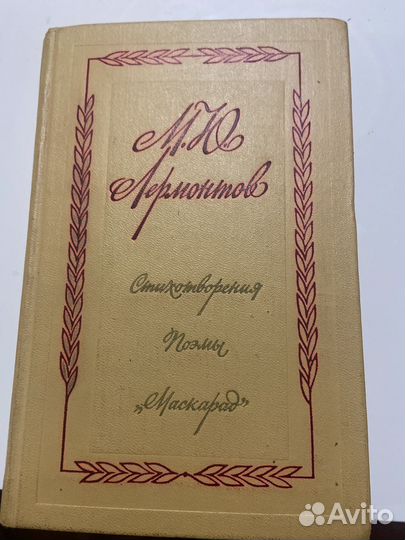 М.Ю.
Лермонтов
Стихотворения
Поэмы
„Маскарад"
Avito